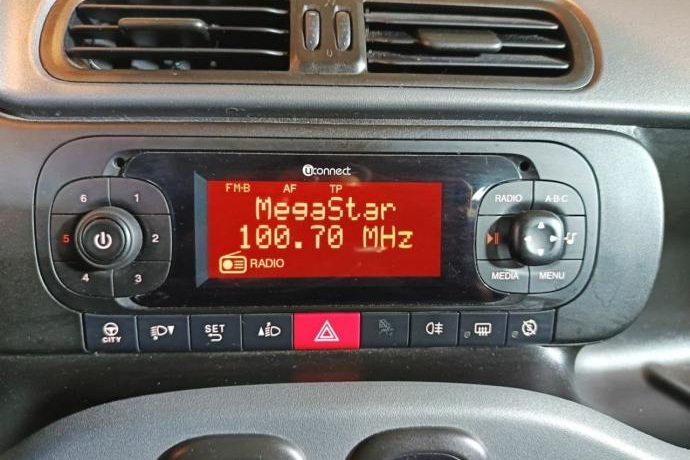 uconnect
FM-B AF TP
MegaStar
100.70 MHz
RADIO
6 1
5 2
4 3
RADIO A·B·C
MEDIA MENU
CITY
SET